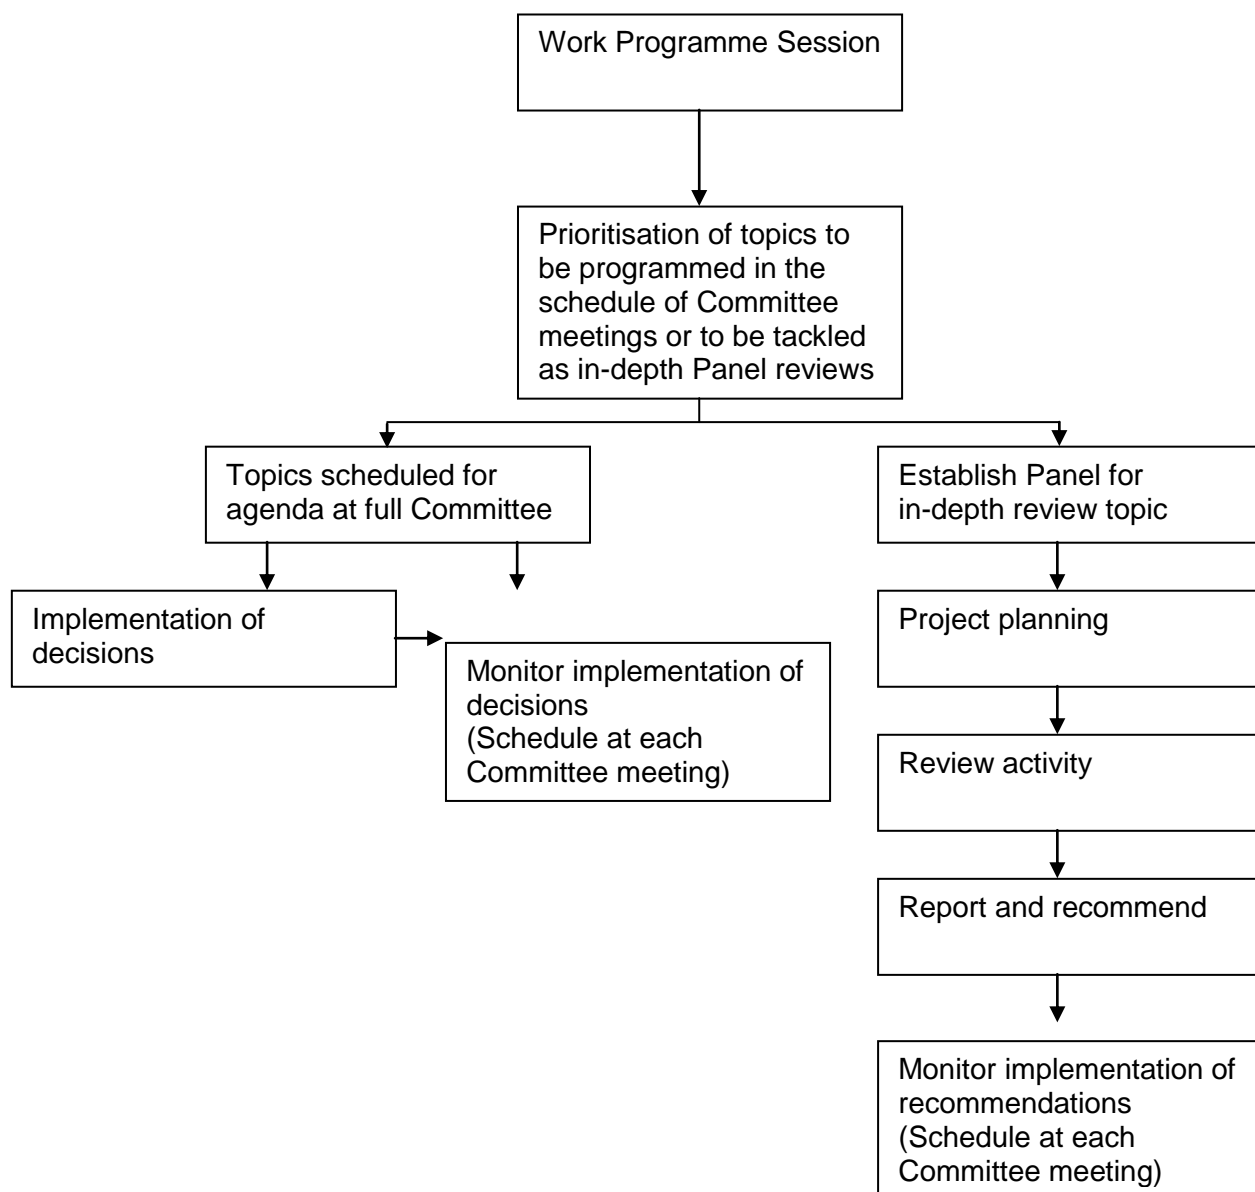 Work Programme Session
Prioritisation of topics to
be programmed in the
schedule of Committee
meetings or to be tackled
as in-depth Panel reviews
Topics scheduled for
agenda at full Committee
Establish Panel for
in-depth review topic
Implementation of
decisions
Monitor implementation of
decisions
(Schedule at each
Committee meeting)
Project planning
Review activity
Report and recommend
Monitor implementation of
recommendations
(Schedule at each
Committee meeting)